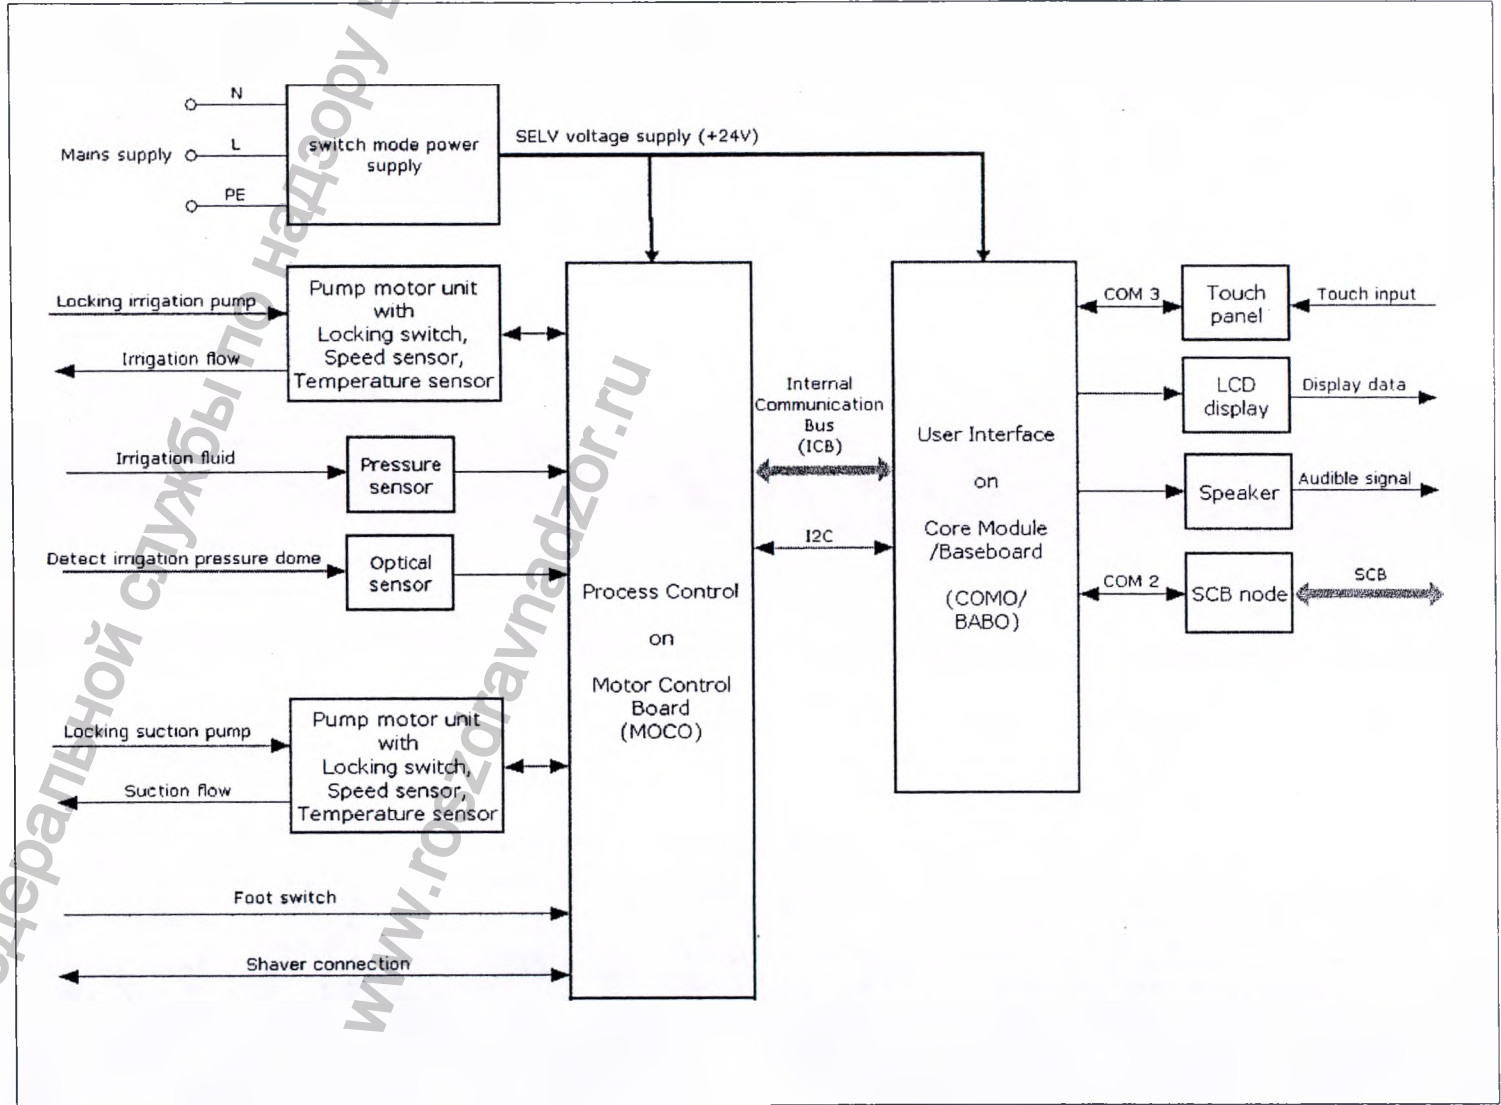 N
Mains supply
L
PE
switch mode power
supply
SELV voltage supply (+24V)
Locking irrigation pump
Irrigation flow
Pump motor unit
with
Locking switch,
Speed sensor,
Temperature sensor
Irrigation fluid
Pressure
sensor
Detect irrigation pressure dome
Optical
sensor
Locking suction pump
Suction flow
Pump motor unit
with
Locking switch,
Speed sensor,
Temperature sensor
Foot switch
Shaver connection
Process Control
on
Motor Control
Board
(MOCO)
Internal
Communication
Bus
(ICB)
I2C
User Interface
on
Core Module
/Baseboard
(COMO/
BABO)
COM 3
Touch
panel
Touch input
LCD
display
Display data
Speaker
Audible signal
COM 2
SCB node
SCB
службы по надзору
www.roszdravnadzor.ru